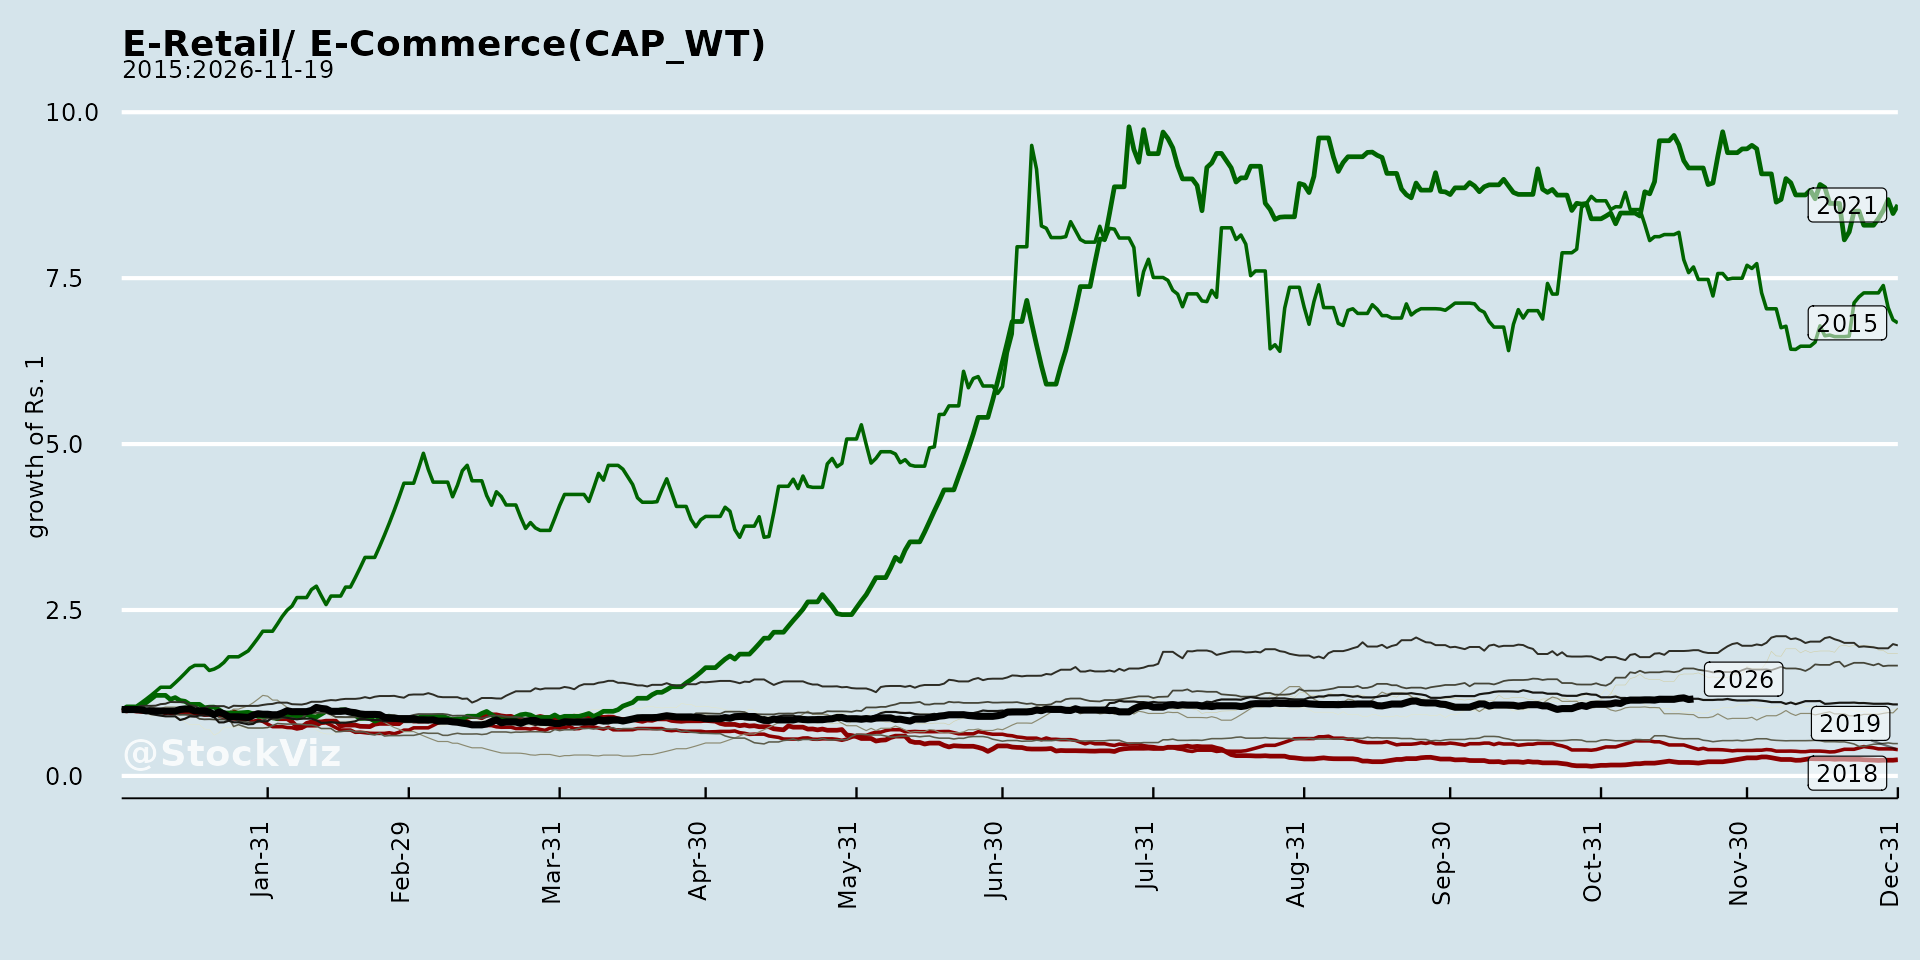 E-Retail/ E-Commerce(CAP_WT)
2015:2026-11-19
growth of Rs. 1
10.0
7.5
5.0
2.5
0.0
2021
2015
2026
2019
2018
@StockViz
Jan-31
Feb-29
Mar-31
Apr-30
May-31
Jun-30
Jul-31
Aug-31
Sep-30
Oct-31
Nov-30
Dec-31